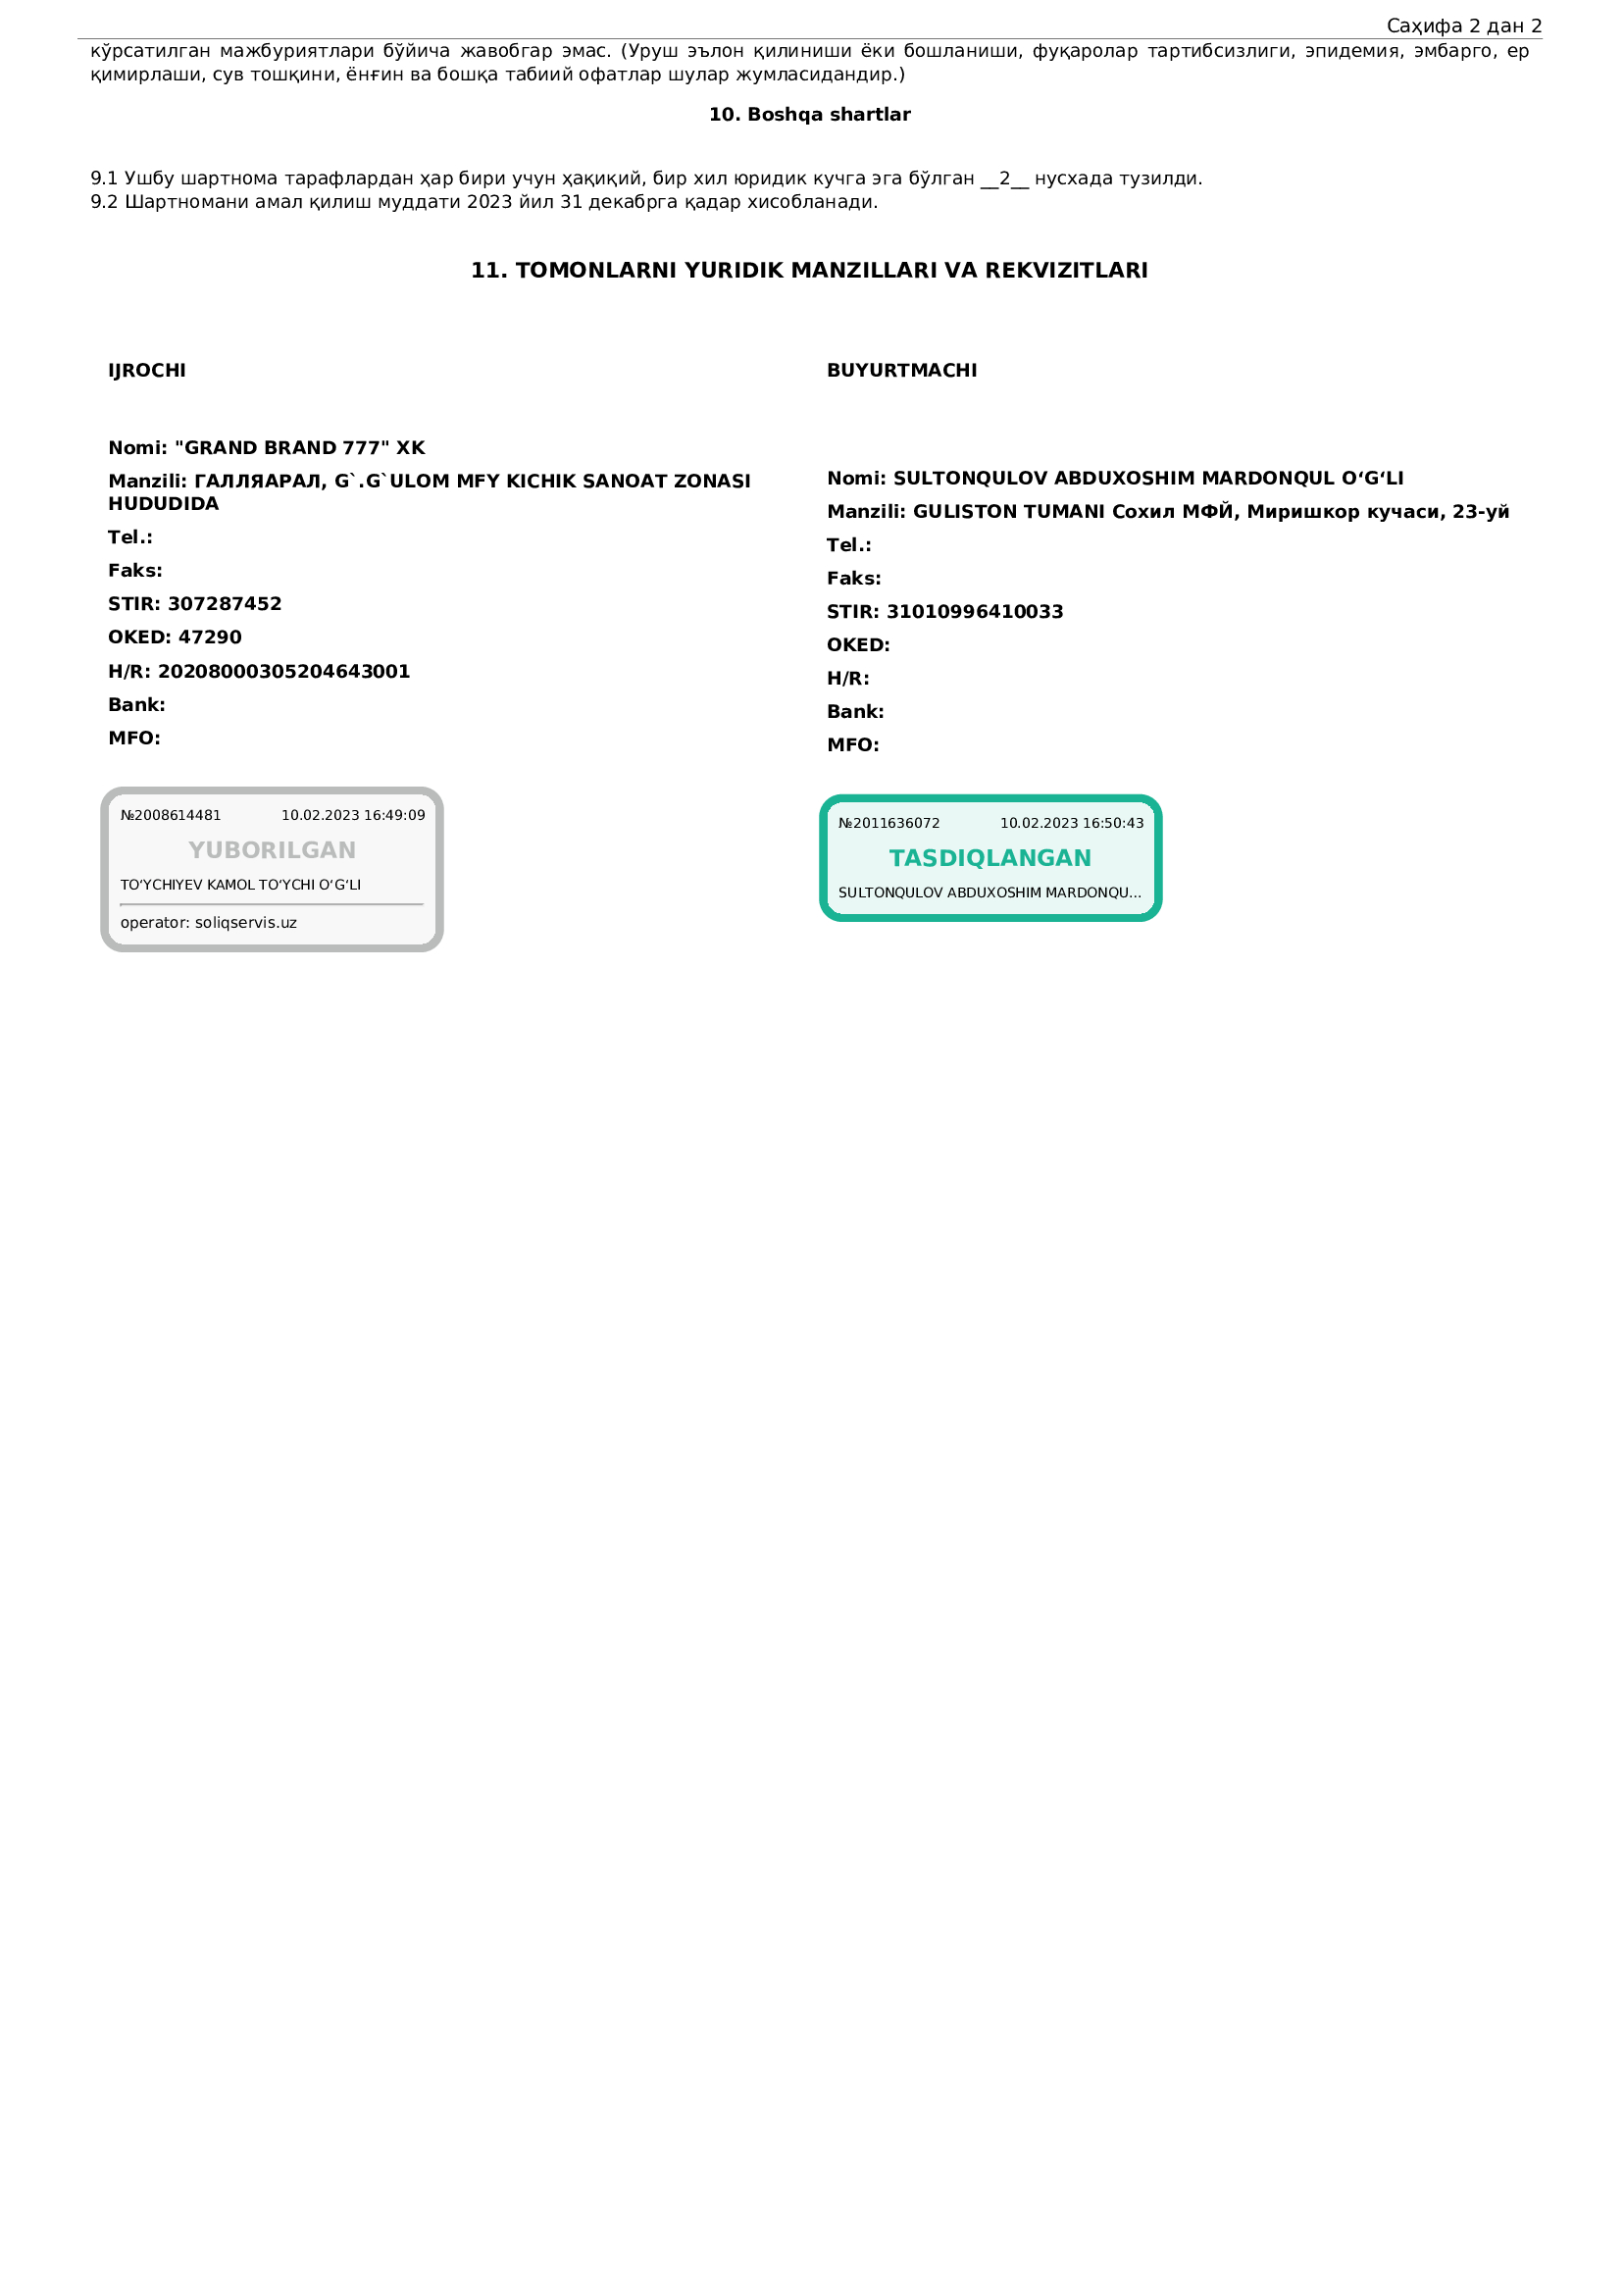 Саҳифа 2 дан 2
кўрсатилган мажбуриятлари бўйича жавобгар эмас. (Уруш эълон қилиниши ёки бошланиши, фуқаролар тартибсизлиги, эпидемия, эмбарго, ер
қимирлаши, сув тошқини, ёнғин ва бошқа табиий офатлар шулар жумласидандир.)
10. Boshqa shartlar
9.1 Ушбу шартнома тарафлардан ҳар бири учун ҳақиқий, бир хил юридик кучга эга бўлган __2__ нусхада тузилди.
9.2 Шартномани амал қилиш муддати 2023 йил 31 декабрга қадар хисобланади.
11. TOMONLARNI YURIDIK MANZILLARI VA REKVIZITLARI
IJROCHI
Nomi: "GRAND BRAND 777" XK
Manzili: ГАЛЛЯАРАЛ, G`.G`ULOM MFY KICHIK SANOAT ZONASI
HUDUDIDA
Tel.:
Faks:
STIR: 307287452
OKED: 47290
H/R: 20208000305204643001
Bank:
MFO:
№2008614481 10.02.2023 16:49:09
YUBORILGAN
TO‘YCHIYEV KAMOL TO‘YCHI O‘G‘LI
operator: soliqservis.uz
BUYURTMACHI
Nomi: SULTONQULOV ABDUXOSHIM MARDONQUL O‘G‘LI
Manzili: GULISTON TUMANI Сохил МФЙ, Миришкор кучаси, 23-уй
Tel.:
Faks:
STIR: 31010996410033
OKED:
H/R:
Bank:
MFO:
№2011636072 10.02.2023 16:50:43
TASDIQLANGAN
SULTONQULOV ABDUXOSHIM MARDONQU...